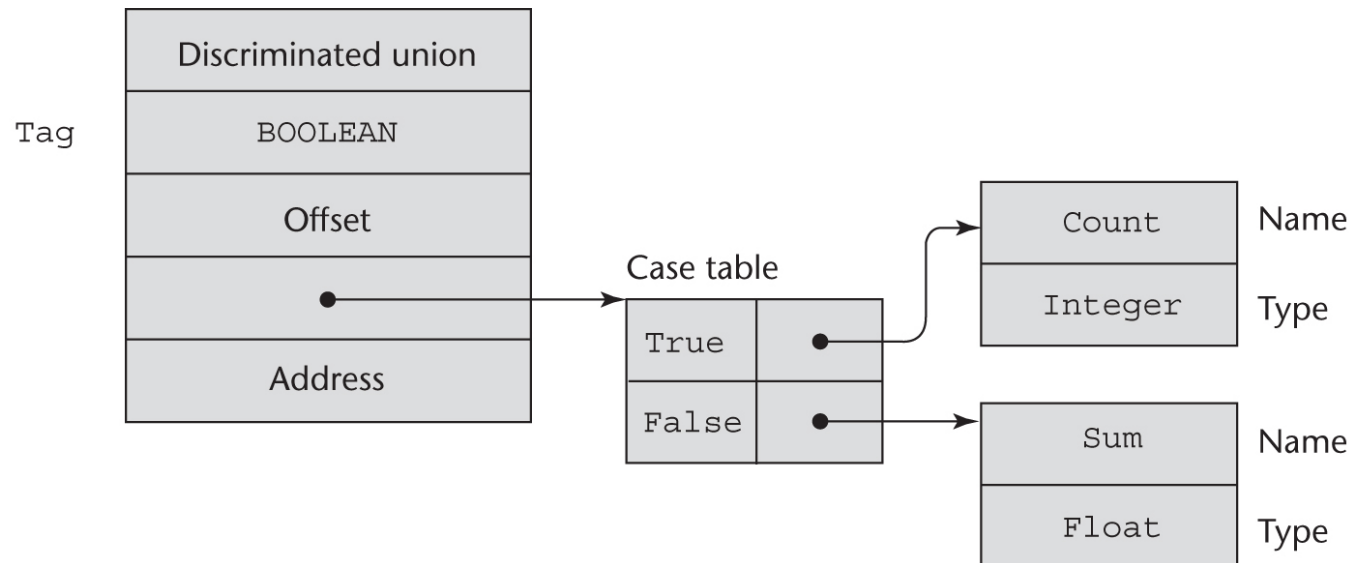 Discriminated union
Tag BOOLEAN
Offset
Address
Case table
True
False
Count Name
Integer Type
Sum Name
Float Type